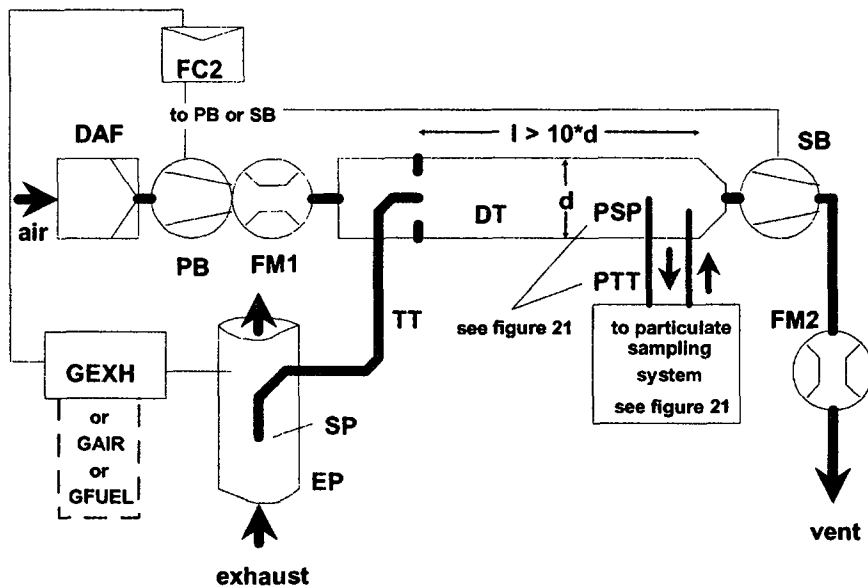 FC2
to PB or SB
DAF
l > 10*d
SB
air
d
PSP
DT
PB
FM1
PTT
TT
see figure 21
FM2
to particulate
sampling
system
see figure 21
GEXH
or
GAIR
or
GFUEL
SP
EP
vent
exhaust